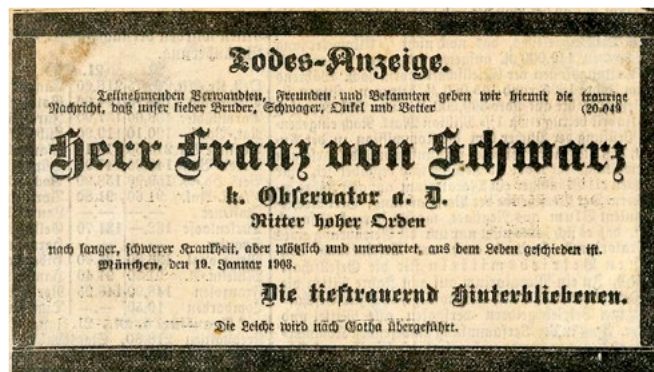 Todes-Anzeige.
Teilnehmenden Verwandten, Freunden und Bekannten geben wir hiemit die traurige
Nachricht, daß unser lieber Bruder, Schwager, Onkel und Vetter (20.049
Herr Franz von Schwarz
k. Observator a. D.
Ritter hoher Orden
nach langer, schwerer Krankheit, aber plötzlich und unerwartet, aus dem Leben geschieden ist.
München, den 19. Januar 1903.
Die tieftrauernd Hinterbliebenen.
Die Leiche wird nach Gotha übergeführt.